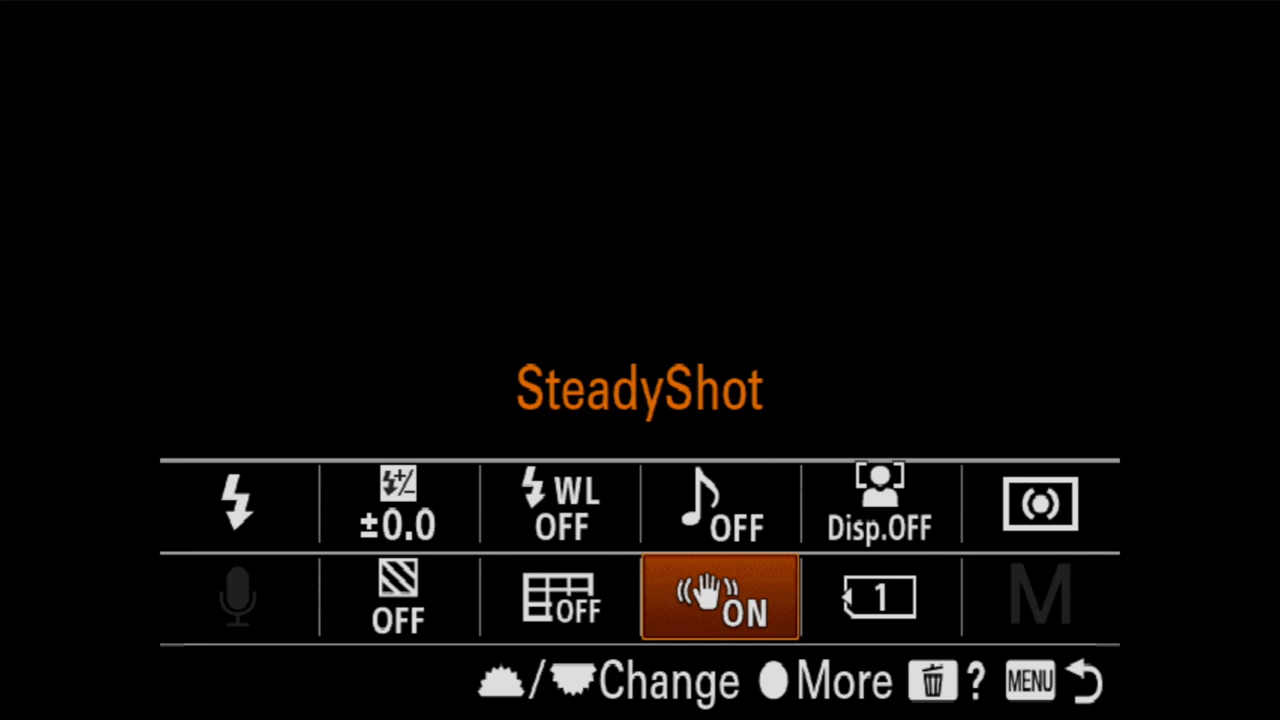 SteadyShot
WL
±0.0 OFF OFF Disp.OFF
OFF OFF ON 1 M
/ Change More ? MENU